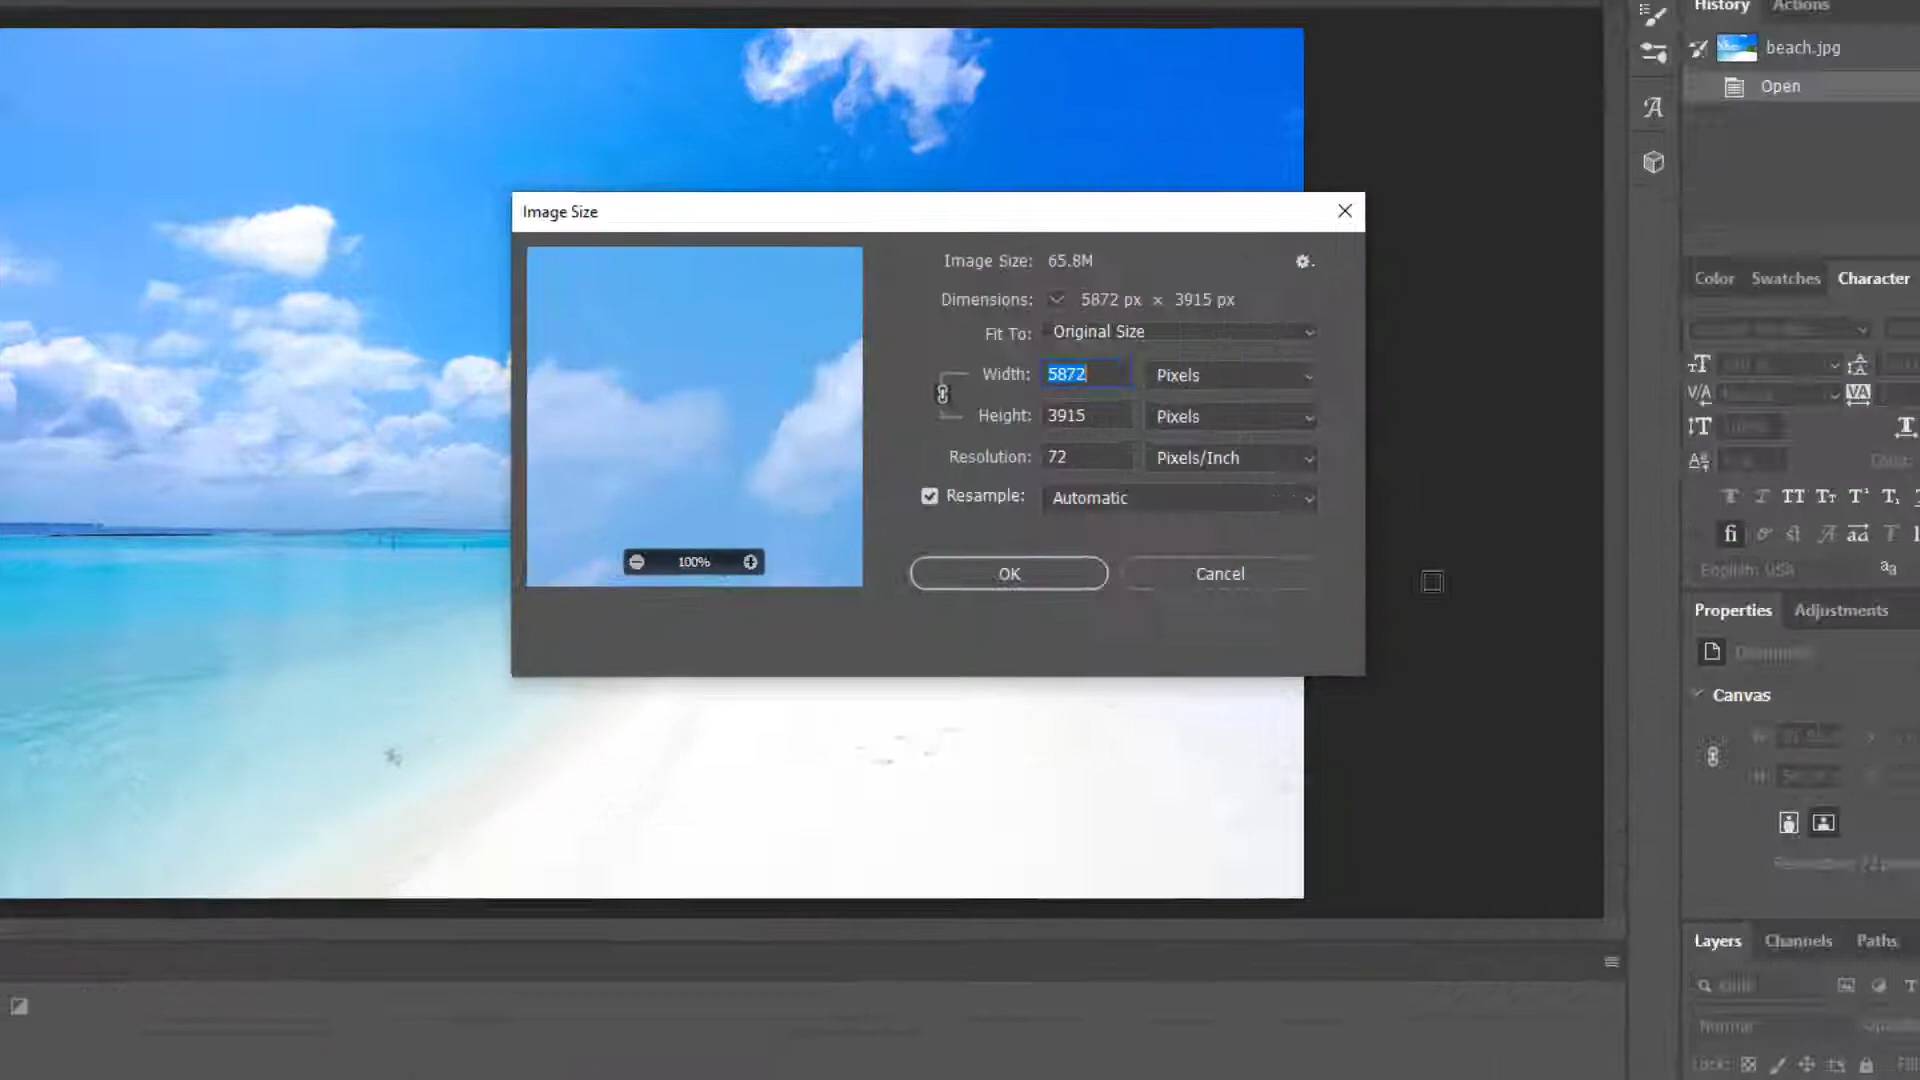 History Actions
beach.jpg
Open
Image Size
Image Size: 65.8M
Dimensions: 5872 px × 3915 px
Fit To: Original Size
Width: 5872 Pixels
Height: 3915 Pixels
Resolution: 72 Pixels/Inch
Resample: Automatic
100%
OK Cancel
Color Swatches Character
English: USA
Properties Adjustments
Canvas
Layers Channels Paths
Normal
Lock: